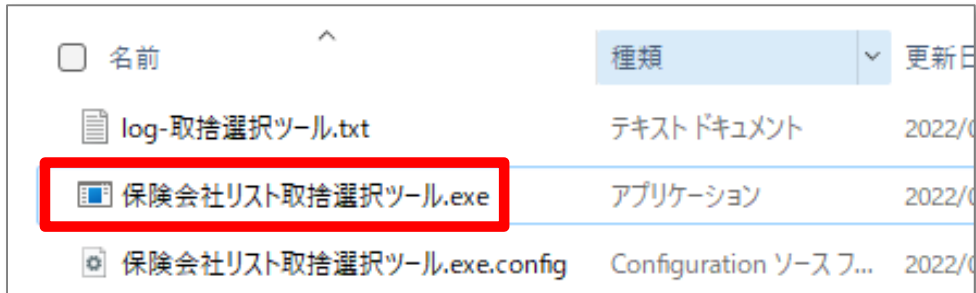 名前 種類 更新日
log-取捨選択ツール.txt テキスト ドキュメント 2022/0
保険会社リスト取捨選択ツール.exe アプリケーション 2022/0
保険会社リスト取捨選択ツール.exe.config Configuration ソース フ... 2022/0